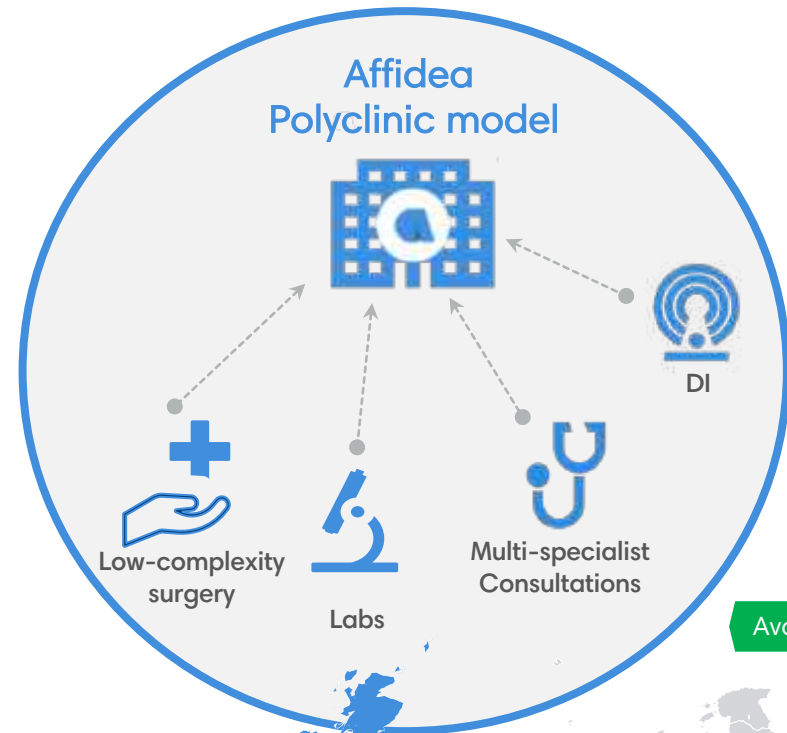 Affidea
Polyclinic model
DI
Low-complexity
surgery
Labs
Multi-specialist
Consultations